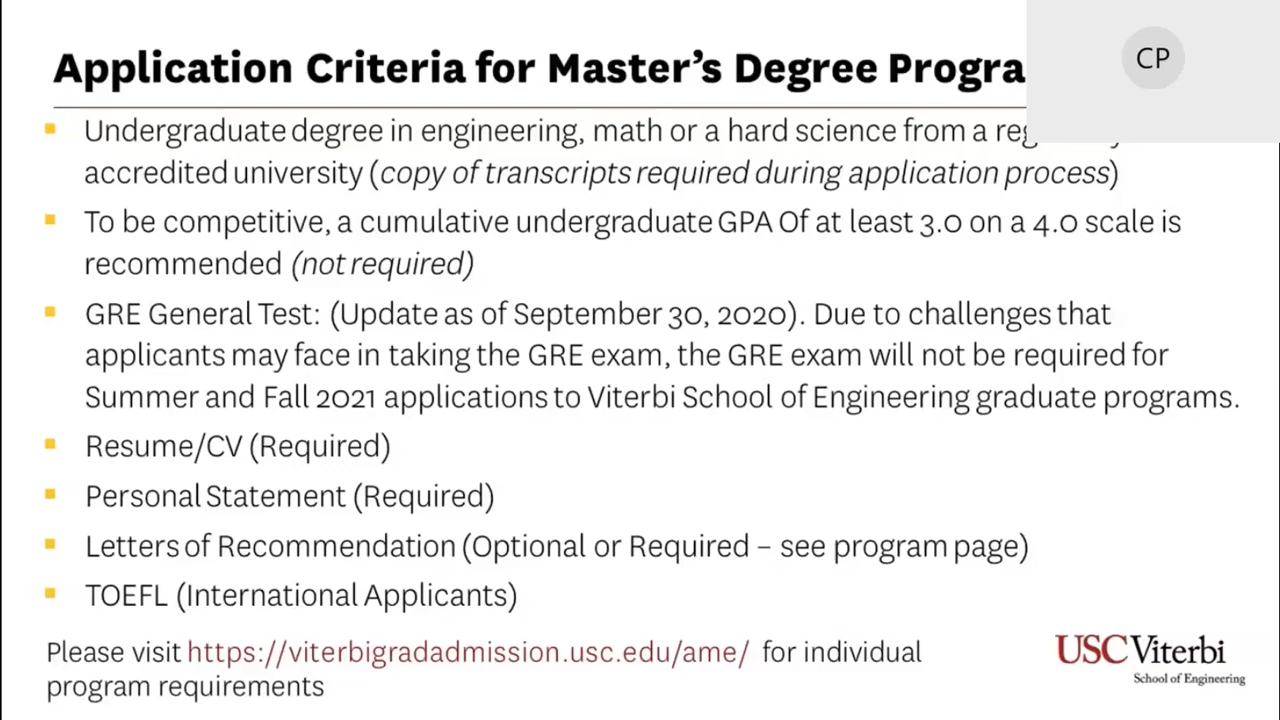 Application Criteria for Master's Degree Progra
CP
Undergraduate degree in engineering, math or a hard science from a
accredited university (copy of transcripts required during application process)
To be competitive, a cumulative undergraduate GPA Of at least 3.0 on a 4.0 scale is
recommended (not required)
GRE General Test: (Update as of September 30, 2020). Due to challenges that
applicants may face in taking the GRE exam, the GRE exam will not be required for
Summer and Fall 2021 applications to Viterbi School of Engineering graduate programs.
Resume/CV (Required)
Personal Statement (Required)
Letters of Recommendation (Optional or Required – see program page)
TOEFL (International Applicants)
Please visit https://viterbigradadmission.usc.edu/ame/ for individual
program requirements
USC Viterbi
School of Engineering